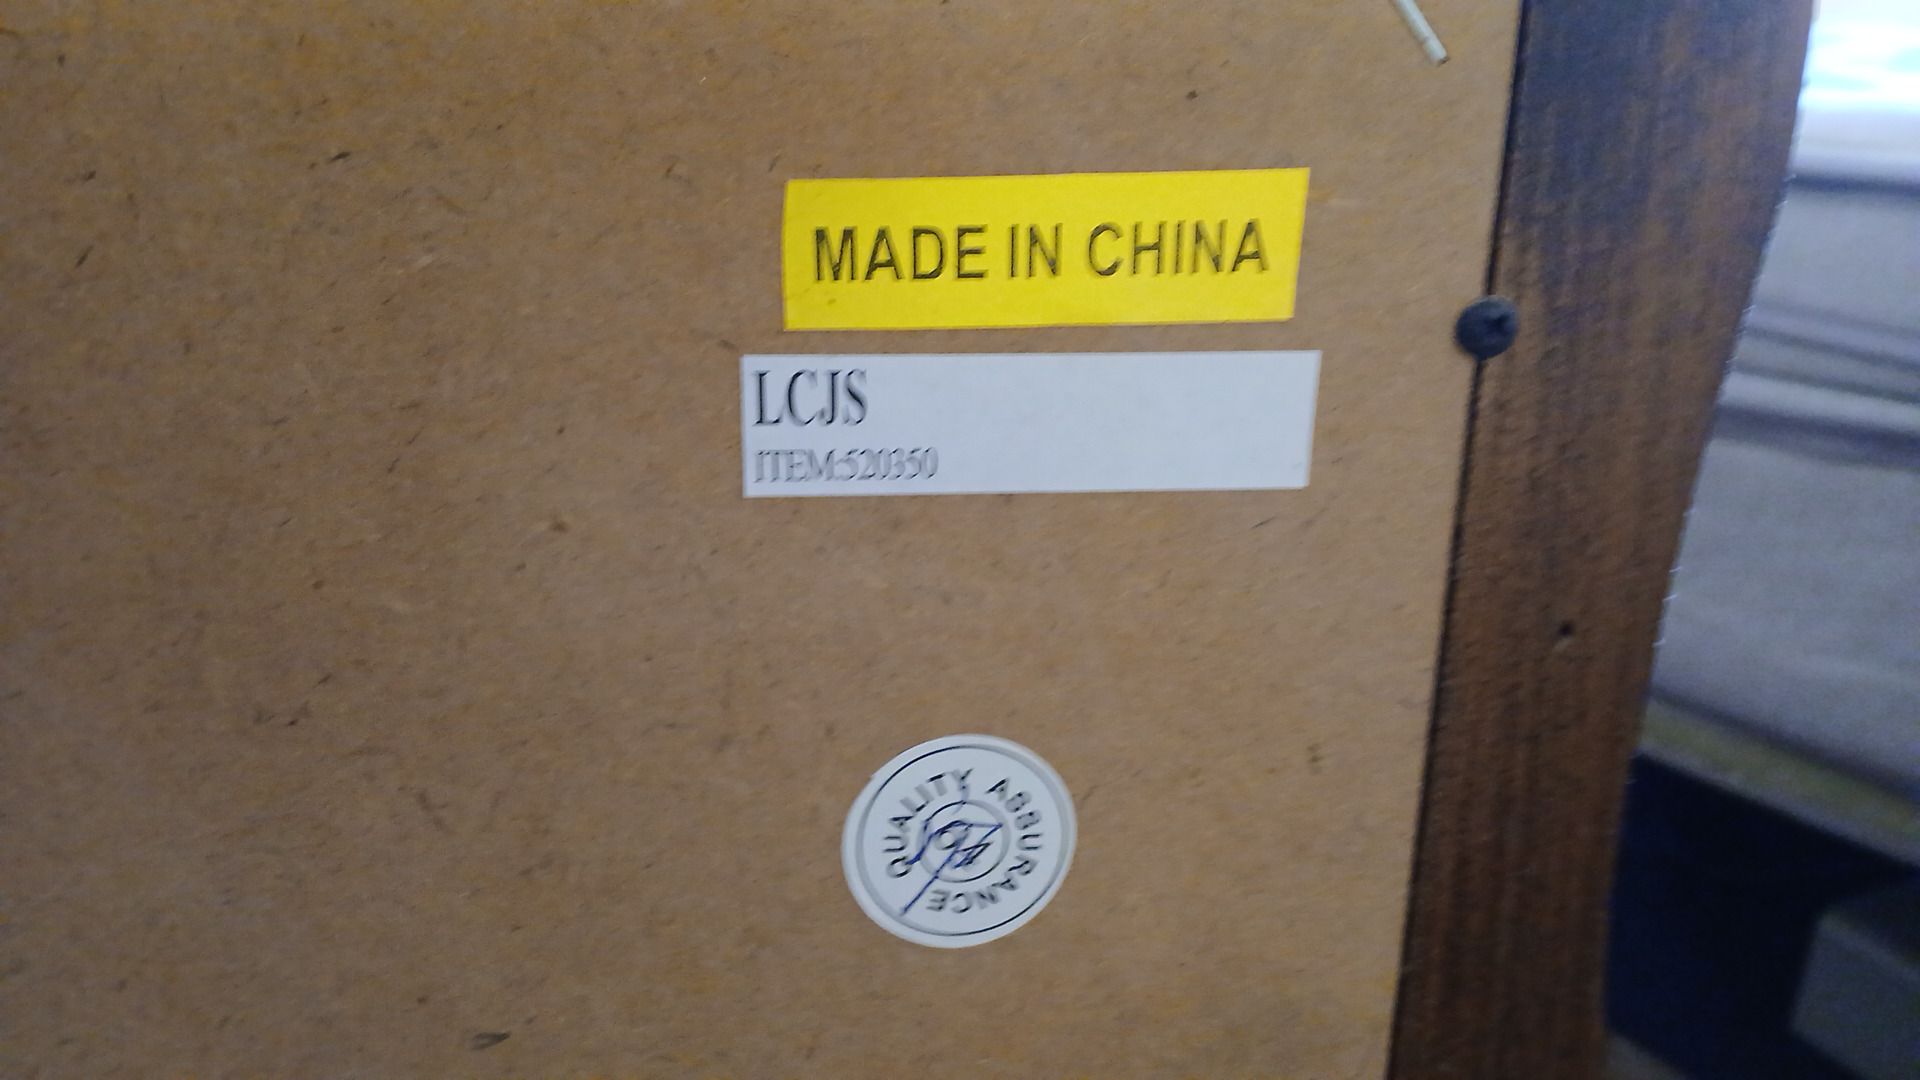 MADE IN CHINA
LCJS
ITEM:520350
QUALITY ASSURANCE